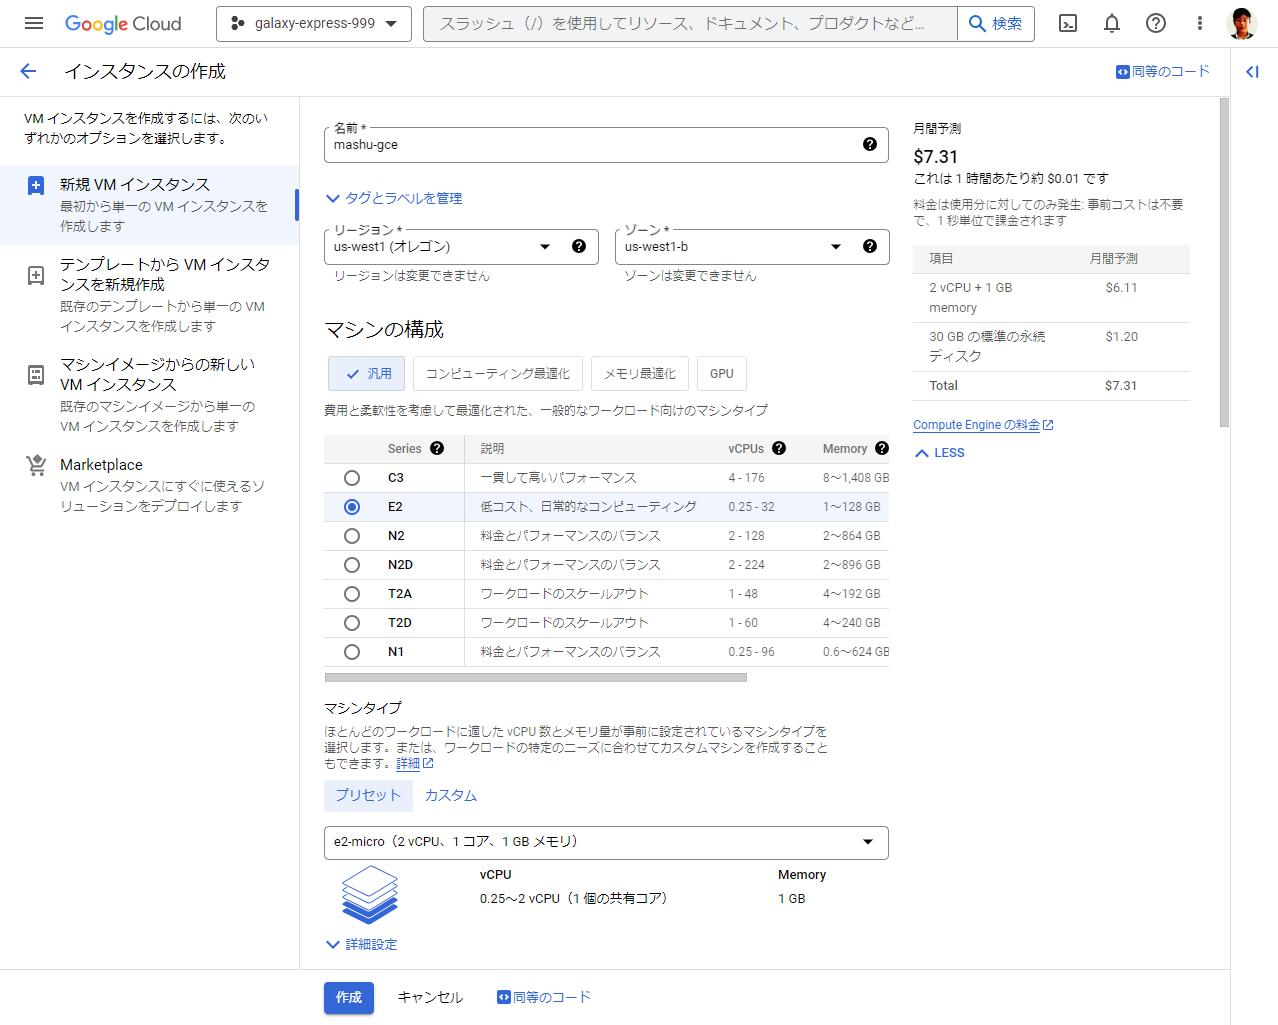 Google Cloud
galaxy-express-999
スラッシュ（/）を使用してリソース、ドキュメント、プロダクトなど...
検索
インスタンスの作成
同等のコード
VM インスタンスを作成するには、次のい
ずれかのオプションを選択します。
新規 VM インスタンス
最初から単一の VM インスタンスを
作成します
テンプレートから VM インスタ
ンスを新規作成
既存のテンプレートから単一の VM
インスタンスを作成します
マシンイメージからの新しい
VM インスタンス
既存のマシンイメージから単一の
VM インスタンスを作成します
Marketplace
VM インスタンスにすぐに使えるソ
リューションをデプロイします
名前 *
mashu-gce
タグとラベルを管理
リージョン *
us-west1 (オレゴン)
リージョンは変更できません
ゾーン *
us-west1-b
ゾーンは変更できません
マシンの構成
汎用
コンピューティング最適化
メモリ最適化
GPU
費用と柔軟性を考慮して最適化された、一般的なワークロード向けのマシンタイプ
Series 説明 vCPUs Memory
C3 一貫して高いパフォーマンス 4 - 176 8～1,408 GB
E2 低コスト、日常的なコンピューティング 0.25 - 32 1～128 GB
N2 料金とパフォーマンスのバランス 2 - 128 2～864 GB
N2D 料金とパフォーマンスのバランス 2 - 224 2～896 GB
T2A ワークロードのスケールアウト 1 - 48 4～192 GB
T2D ワークロードのスケールアウト 1 - 60 4～240 GB
N1 料金とパフォーマンスのバランス 0.25 - 96 0.6～624 GB
マシンタイプ
ほとんどのワークロードに適した vCPU 数とメモリ量が事前に設定されているマシンタイプを
選択します。または、ワークロードの特定のニーズに合わせてカスタムマシンを作成すること
もできます。詳細
プリセット
カスタム
e2-micro（2 vCPU、1 コア、1 GB メモリ）
vCPU
0.25～2 vCPU（1 個の共有コア）
Memory
1 GB
詳細設定
作成
キャンセル
同等のコード
月間予測
$7.31
これは 1 時間あたり約 $0.01 です
料金は使用分に対してのみ発生: 事前コストは不要
で、1 秒単位で課金されます
項目 月間予測
2 vCPU + 1 GB
memory
$6.11
30 GB の標準の永続
ディスク
$1.20
Total $7.31
Compute Engine の料金
LESS